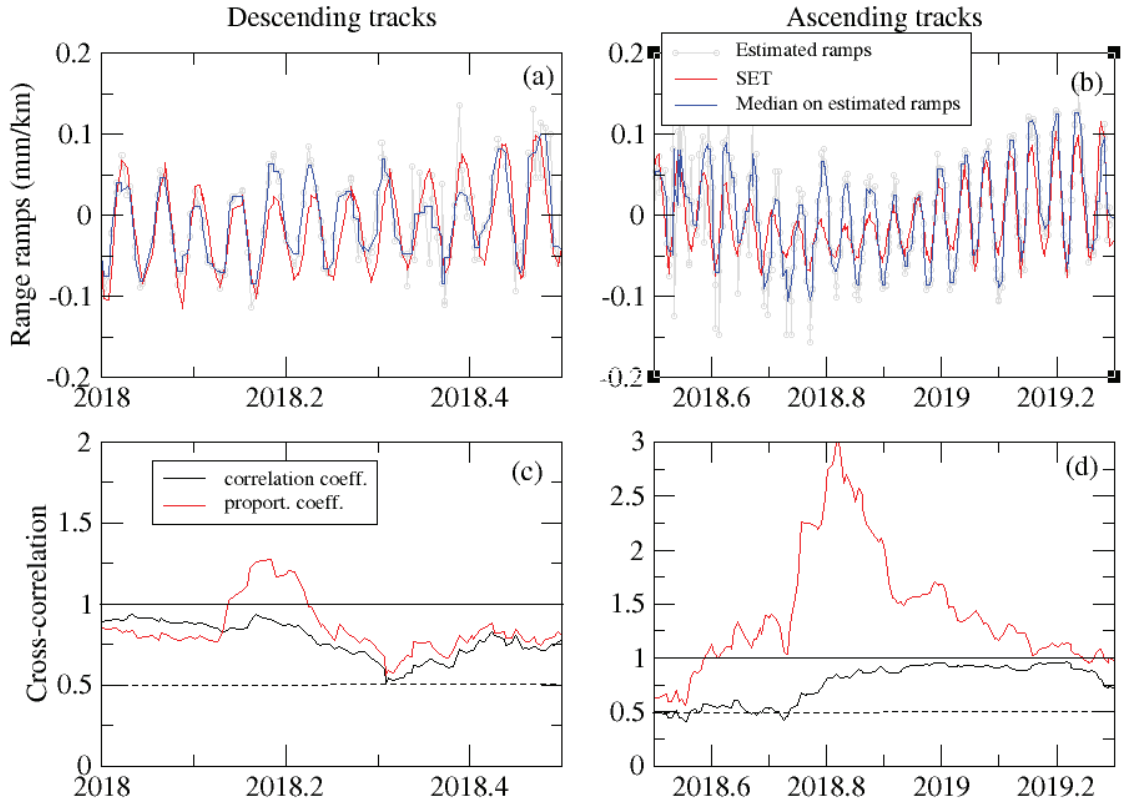 Descending tracks
Ascending tracks
Range ramps (mm/km)
0.2
0.1
0
-0.1
-0.2
2018
2018.2
2018.4
(a)
0.2
0.1
0
-0.1
-0.2
2018.6
2018.8
2019
2019.2
Estimated ramps
SET
Median on estimated ramps
(b)
Cross-correlation
2
1.5
1
0.5
0
2018
2018.2
2018.4
correlation coeff.
proport. coeff.
(c)
3
2.5
2
1.5
1
0.5
0
2018.6
2018.8
2019
2019.2
(d)